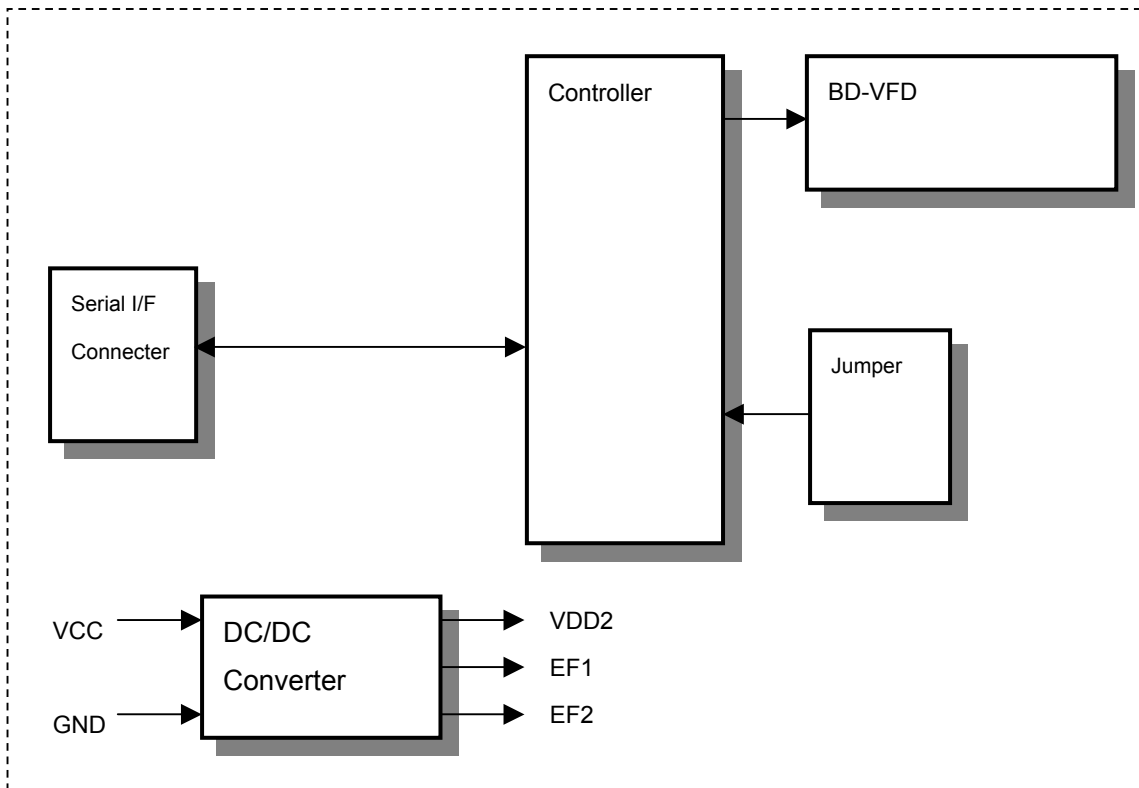 Controller
BD-VFD
Serial I/F
Connecter
Jumper
VCC
GND
DC/DC
Converter
VDD2
EF1
EF2